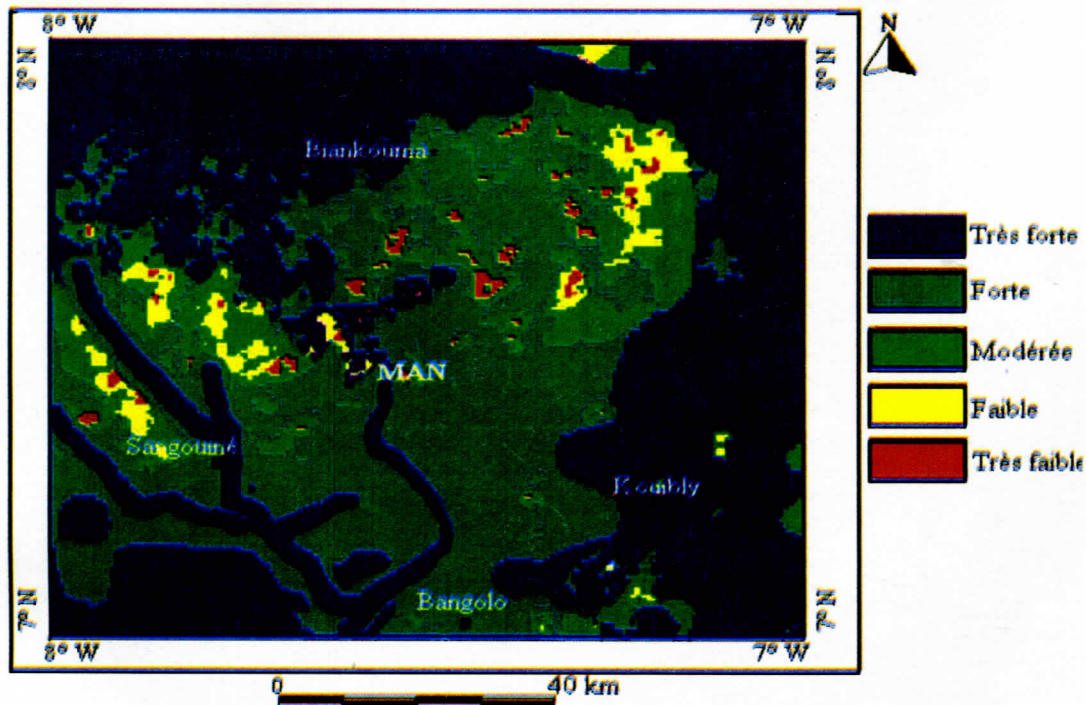 8° W 7° W
N
8° N 8° N
Biankouma
Très forte
Forte
Modérée
MAN
Faible
Sangouiné
Très faible
Kouibly
Bangolo
7° N 7° N
8° W 7° W
0 40 km